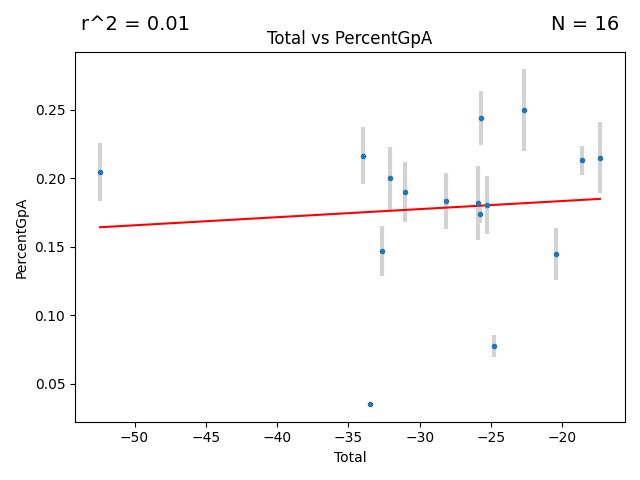 r^2 = 0.01
N = 16
Total vs PercentGpA
PercentGpA
0.25
0.20
0.15
0.10
0.05
−50
−45
−40
−35
−30
−25
−20
Total